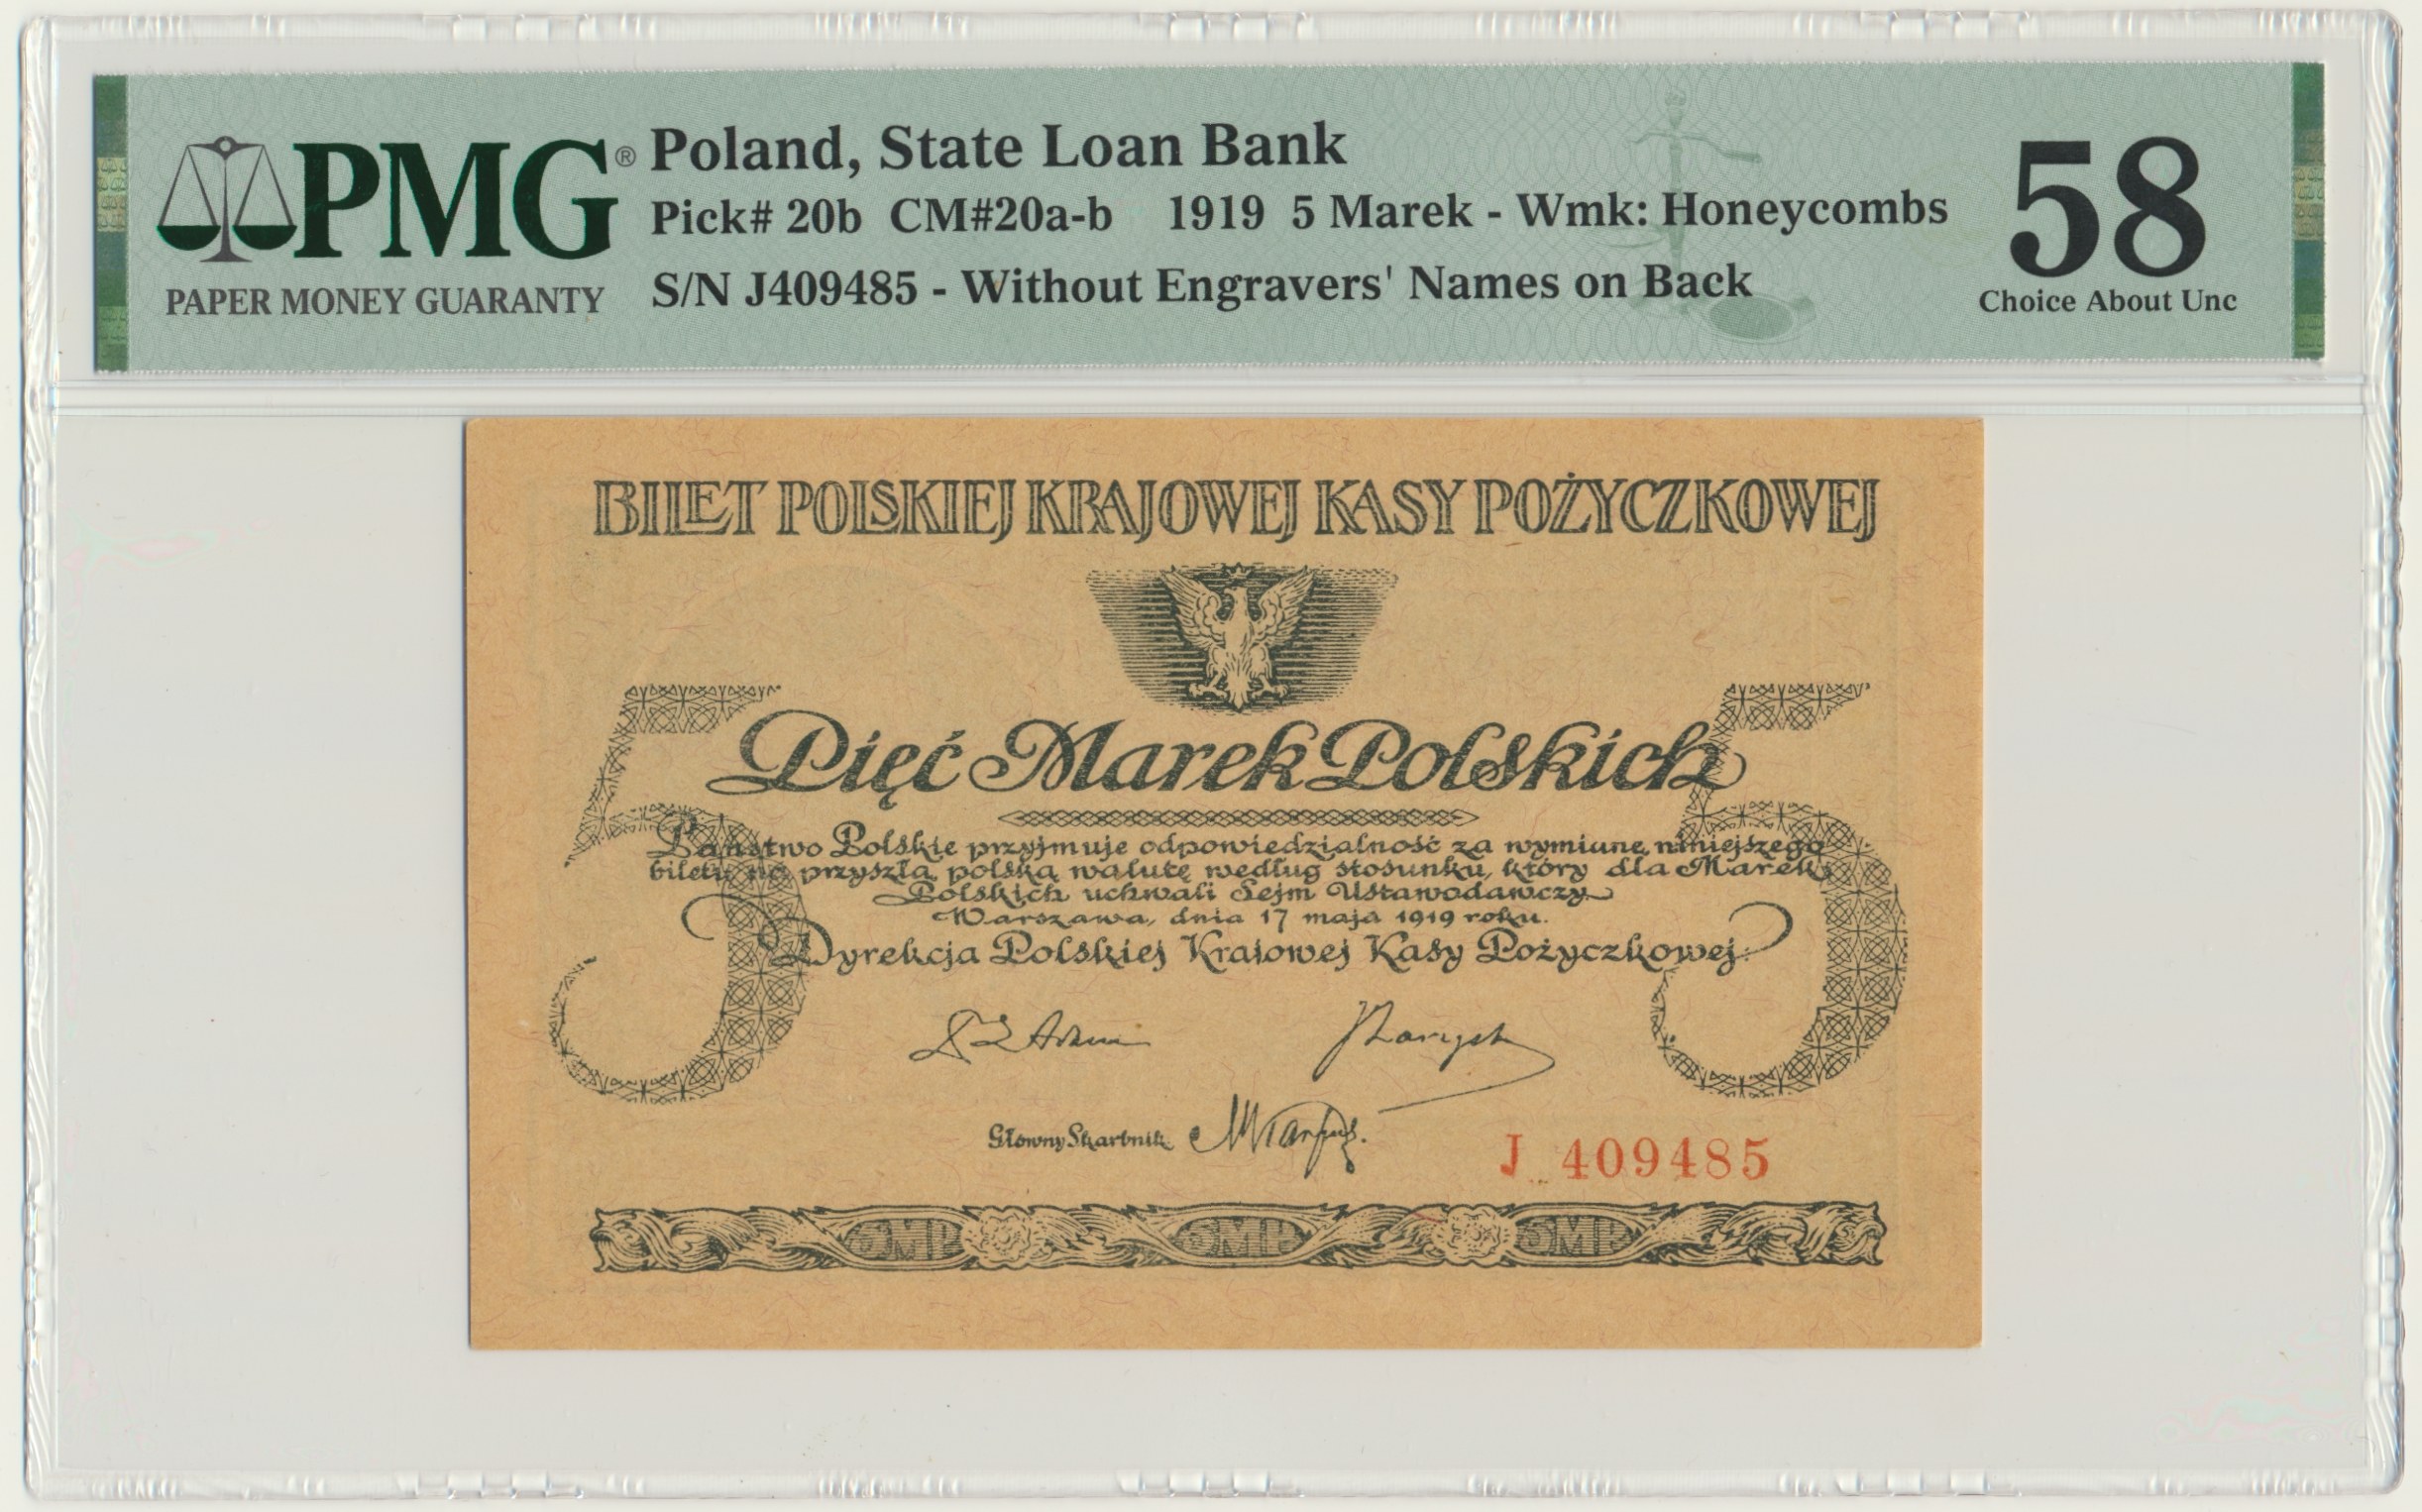 PMG®
PAPER MONEY GUARANTY
Poland, State Loan Bank
Pick# 20b CM#20a-b 1919 5 Marek - Wmk: Honeycombs
S/N J409485 - Without Engravers' Names on Back
58
Choice About Unc
BILET POLSKIEJ KRAJOWEJ KASY POŻYCZKOWEJ
5
5
Pięć Marek Polskich
Państwo Polskie przyjmuje odpowiedzialność za wymianę niniejszego
biletu na przyszłą polską walutę według stosunku, który dla Marek
Polskich uchwali Sejm Ustawodawczy
Warszawa, dnia 17 maja 1919 roku.
Dyrekcja Polskiej Krajowej Kasy Pożyczkowej:
Główny Skarbnik
J 409485
5MP 5MP 5MP